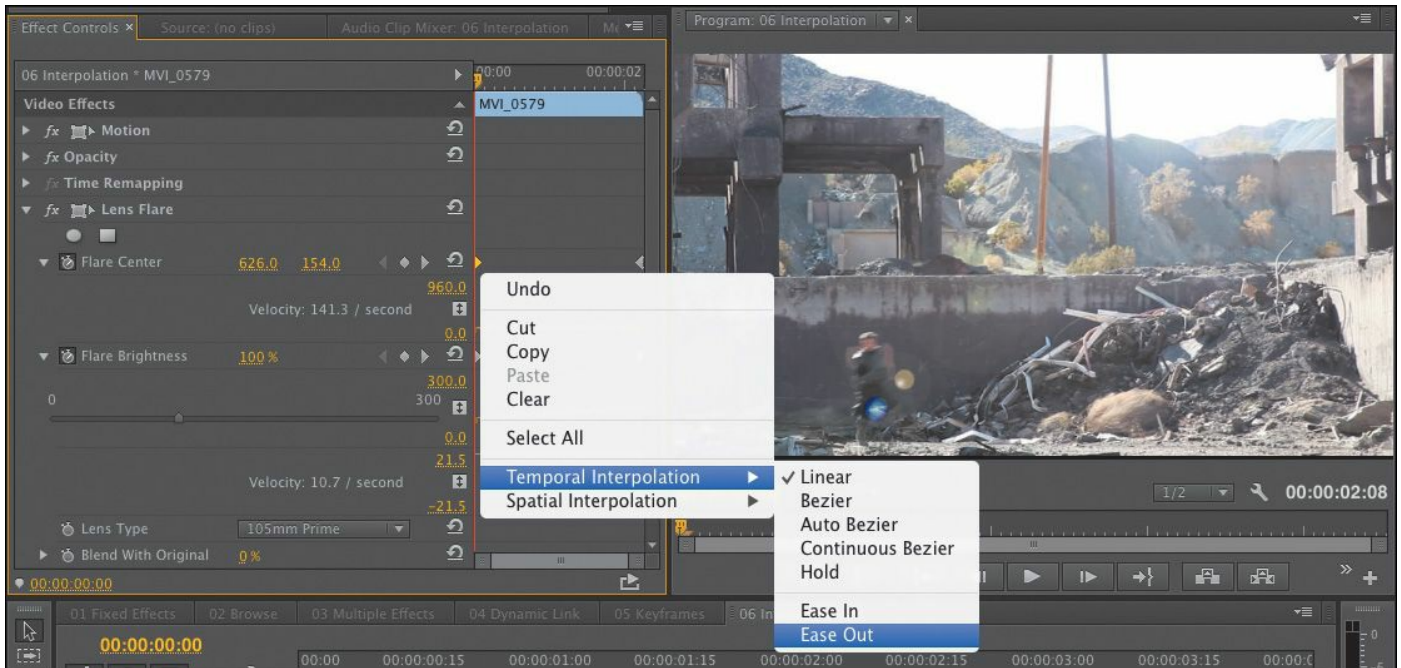 Effect Controls × Source: (no clips) Audio Clip Mixer: 06 Interpolation
06 Interpolation * MVI_0579
00:00 00:00:02
Video Effects
MVI_0579
fx Motion
fx Opacity
fx Time Remapping
fx Lens Flare
Flare Center 626.0 154.0
960.0
Velocity: 141.3 / second
0.0
Flare Brightness 100 %
300.0
0 300
0.0
21.5
Velocity: 10.7 / second
-21.5
Lens Type 105mm Prime
Blend With Original 0 %
00:00:00:00
Undo
Cut
Copy
Paste
Clear
Select All
Temporal Interpolation
Spatial Interpolation
✓ Linear
Bezier
Auto Bezier
Continuous Bezier
Hold
Ease In
Ease Out
Program: 06 Interpolation ×
1/2 00:00:02:08
01 Fixed Effects 02 Browse 03 Multiple Effects 04 Dynamic Link 05 Keyframes 06 In
00:00:00:00
00:00 00:00:00:15 00:00:01:00 00:00:01:15 00:00:02:00 00:00:02:15 00:00:03:00 00:00:03:15
0